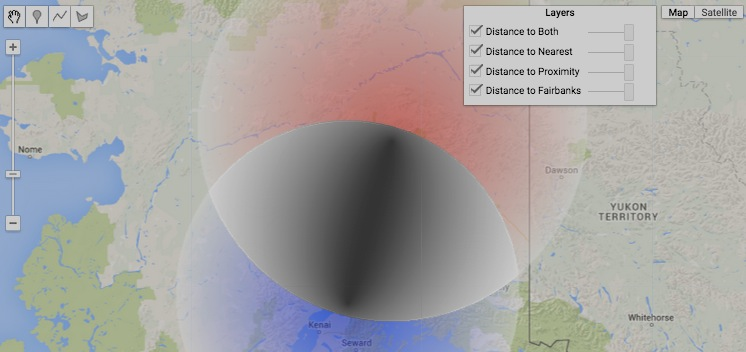 Layers
Distance to Both
Distance to Nearest
Distance to Proximity
Distance to Fairbanks
Map
Satellite
Nome
Dawson
YUKON
TERRITORY
Whitehorse
Kenai
Seward